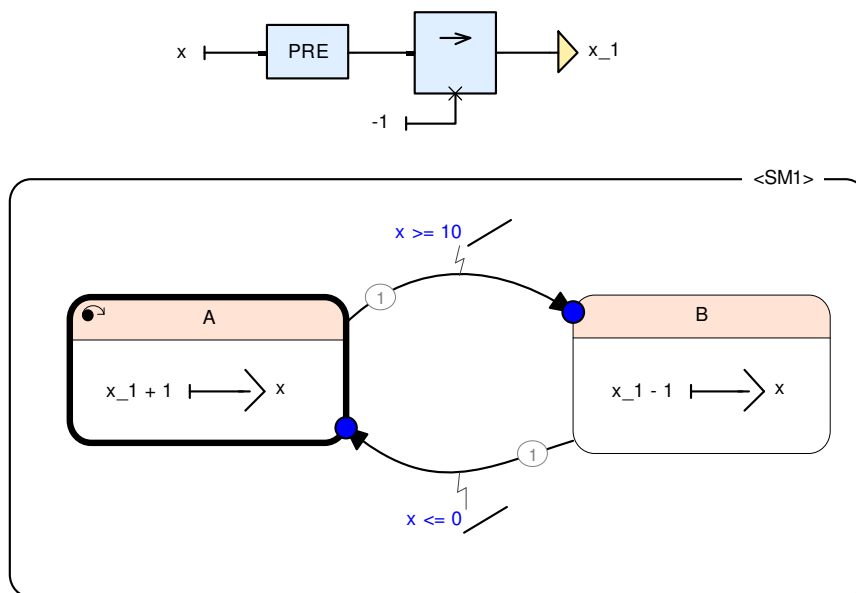 x PRE x_1
-1
<SM1>
x >= 10
1
A B
x_1 + 1 x x_1 - 1 x
1
x <= 0